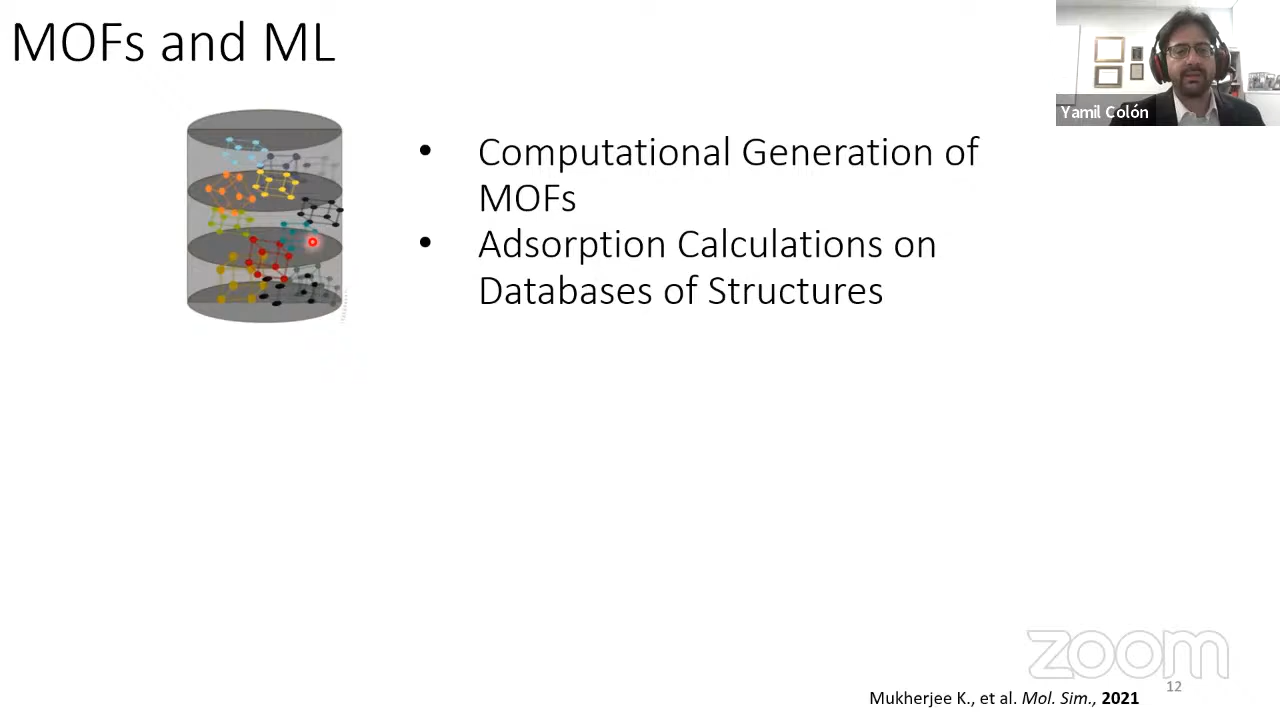 MOFs and ML
Yamil Colón
• Computational Generation of
MOFs
• Adsorption Calculations on
Databases of Structures
zoom
12
Mukherjee K., et al. Mol. Sim., 2021